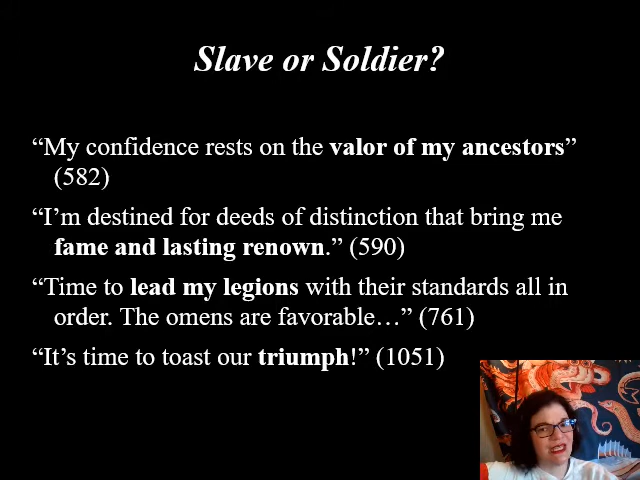 Slave or Soldier?
“My confidence rests on the valor of my ancestors”
(582)
“I’m destined for deeds of distinction that bring me
fame and lasting renown.” (590)
“Time to lead my legions with their standards all in
order. The omens are favorable…” (761)
“It’s time to toast our triumph!” (1051)